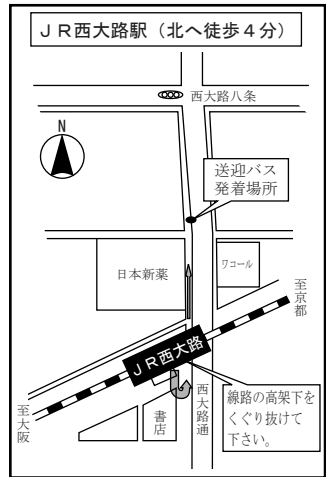 ＪＲ西大路駅（北へ徒歩４分）
西大路八条
N
送迎バス
発着場所
日本新薬
ワコール
至京都
ＪＲ西大路
至大阪
書店
西大路通
線路の高架下を
くぐり抜けて
下さい。